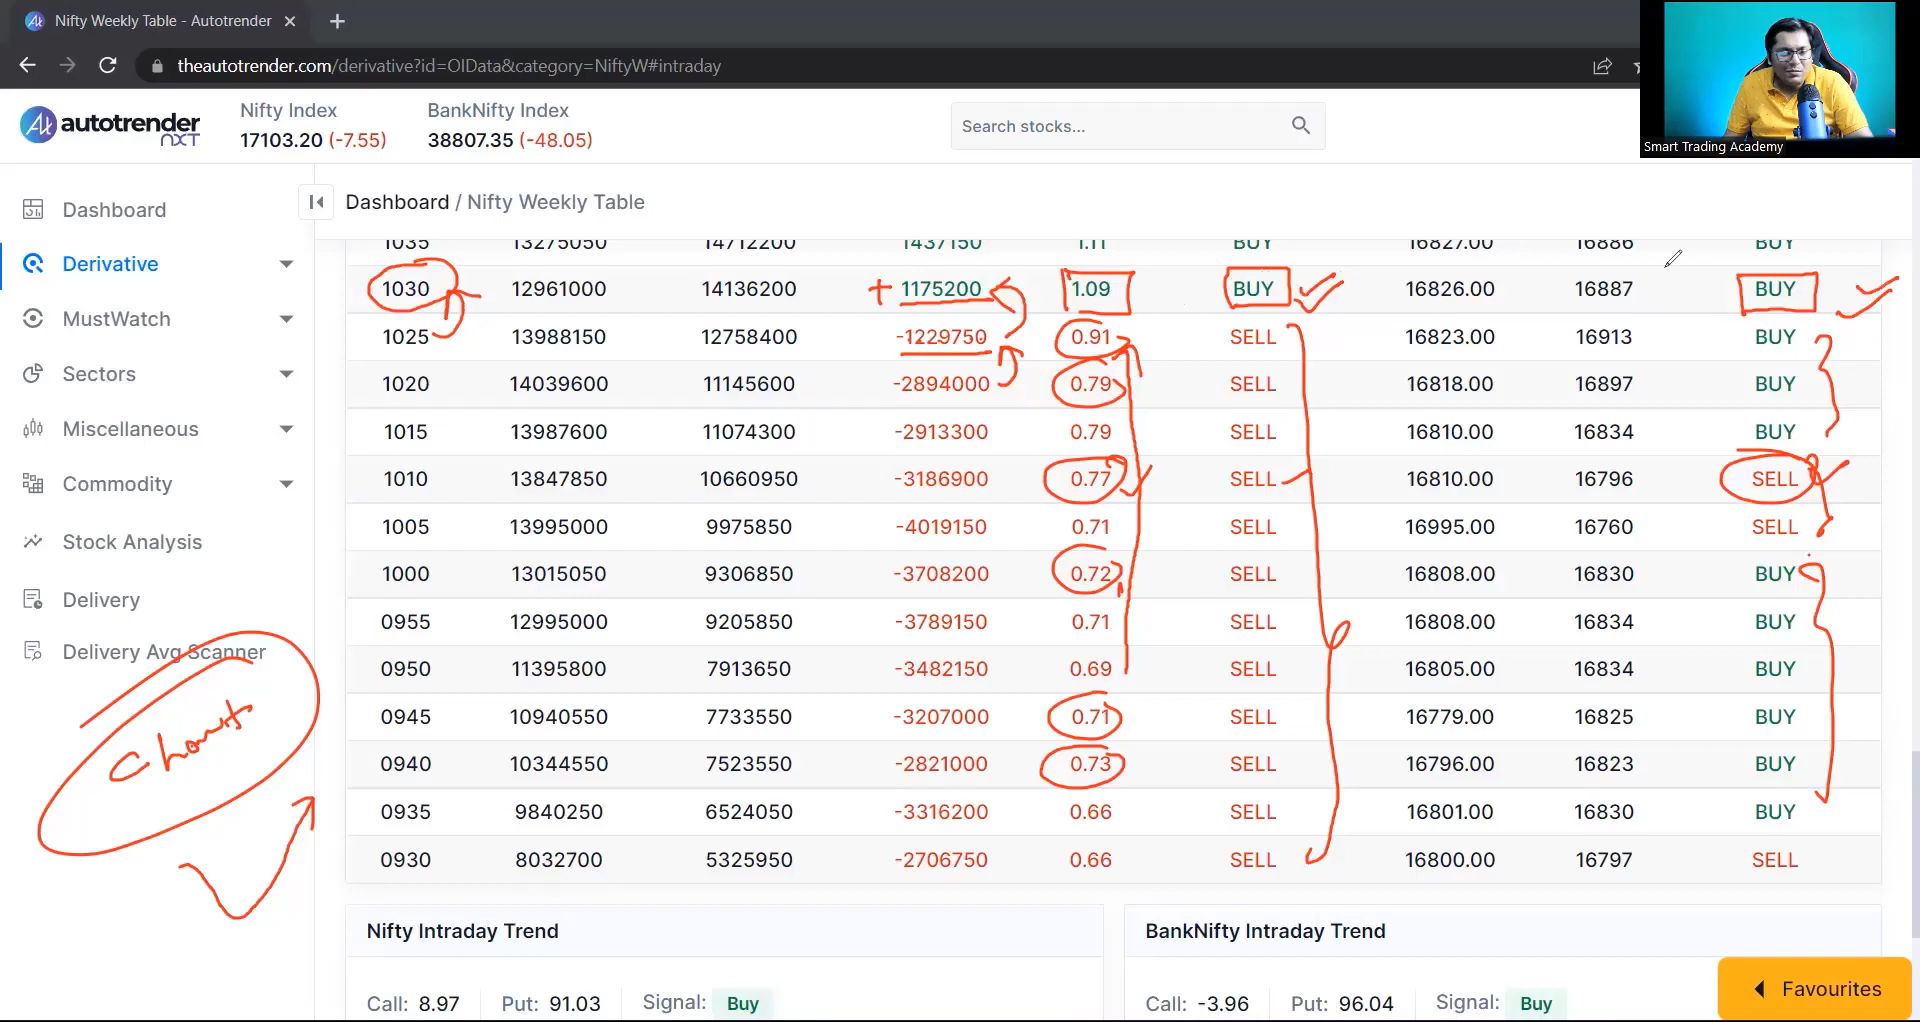 Nifty Weekly Table - Autotrender
theautotrender.com/derivative?id=OIData&category=NiftyW#intraday
Smart Trading Academy
autotrender
NXT
Nifty Index
17103.20 (-7.55)
BankNifty Index
38807.35 (-48.05)
Search stocks...
Dashboard
Derivative
MustWatch
Sectors
Miscellaneous
Commodity
Stock Analysis
Delivery
Delivery Avg Scanner
Dashboard / Nifty Weekly Table
1035 13275050 14712200 1437150 1.11 BUY 16827.00 16886 BUY
1030 12961000 14136200 + 1175200 1.09 BUY 16826.00 16887 BUY
1025 13988150 12758400 -1229750 0.91 SELL 16823.00 16913 BUY
1020 14039600 11145600 -2894000 0.79 SELL 16818.00 16897 BUY
1015 13987600 11074300 -2913300 0.79 SELL 16810.00 16834 BUY
1010 13847850 10660950 -3186900 0.77 SELL 16810.00 16796 SELL
1005 13995000 9975850 -4019150 0.71 SELL 16995.00 16760 SELL
1000 13015050 9306850 -3708200 0.72 SELL 16808.00 16830 BUY
0955 12995000 9205850 -3789150 0.71 SELL 16808.00 16834 BUY
0950 11395800 7913650 -3482150 0.69 SELL 16805.00 16834 BUY
0945 10940550 7733550 -3207000 0.71 SELL 16779.00 16825 BUY
0940 10344550 7523550 -2821000 0.73 SELL 16796.00 16823 BUY
0935 9840250 6524050 -3316200 0.66 SELL 16801.00 16830 BUY
0930 8032700 5325950 -2706750 0.66 SELL 16800.00 16797 SELL
Nifty Intraday Trend
Call: 8.97 Put: 91.03 Signal: Buy
BankNifty Intraday Trend
Call: -3.96 Put: 96.04 Signal: Buy
Favourites